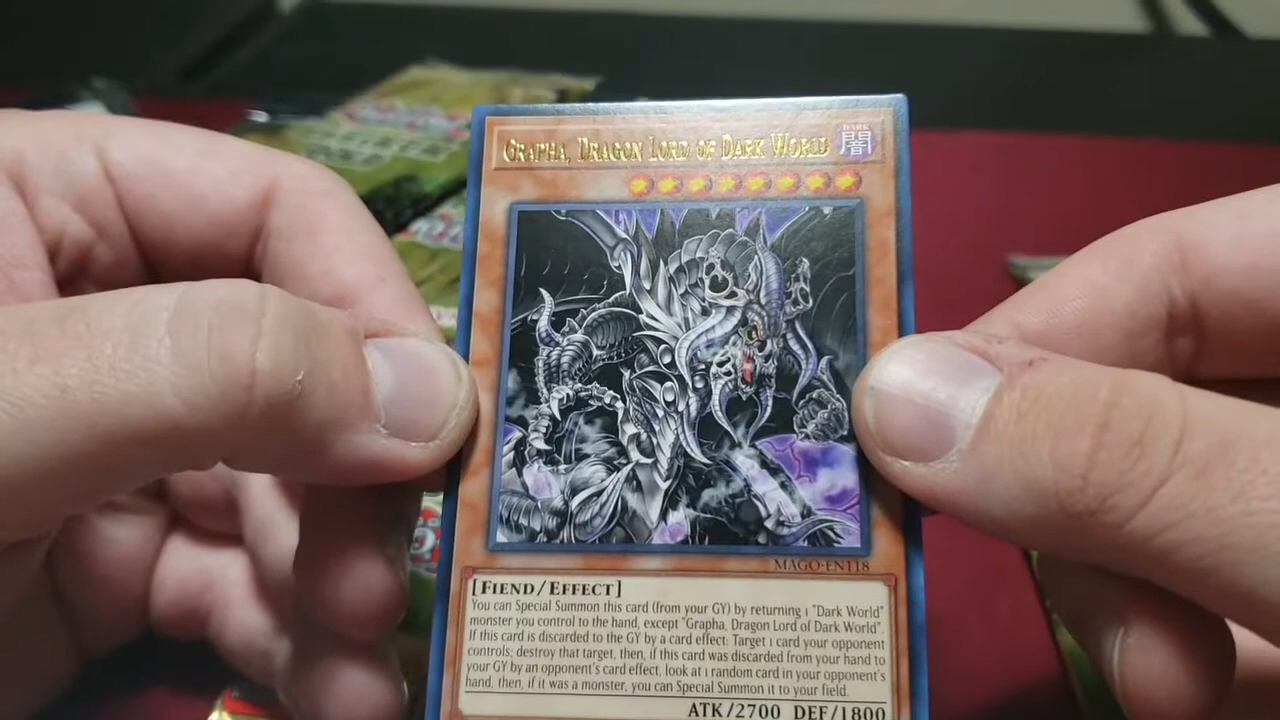 Grapha, Dragon Lord of Dark World
DARK
闇
MAGO-EN118
[Fiend/Effect]
You can Special Summon this card (from your GY) by returning 1 "Dark World"
monster you control to the hand, except "Grapha, Dragon Lord of Dark World".
If this card is discarded to the GY by a card effect: Target 1 card your opponent
controls; destroy that target, then, if this card was discarded from your hand to
your GY by an opponent's card effect, look at 1 random card in your opponent's
hand, then, if it was a monster, you can Special Summon it to your field.
ATK/2700 DEF/1800